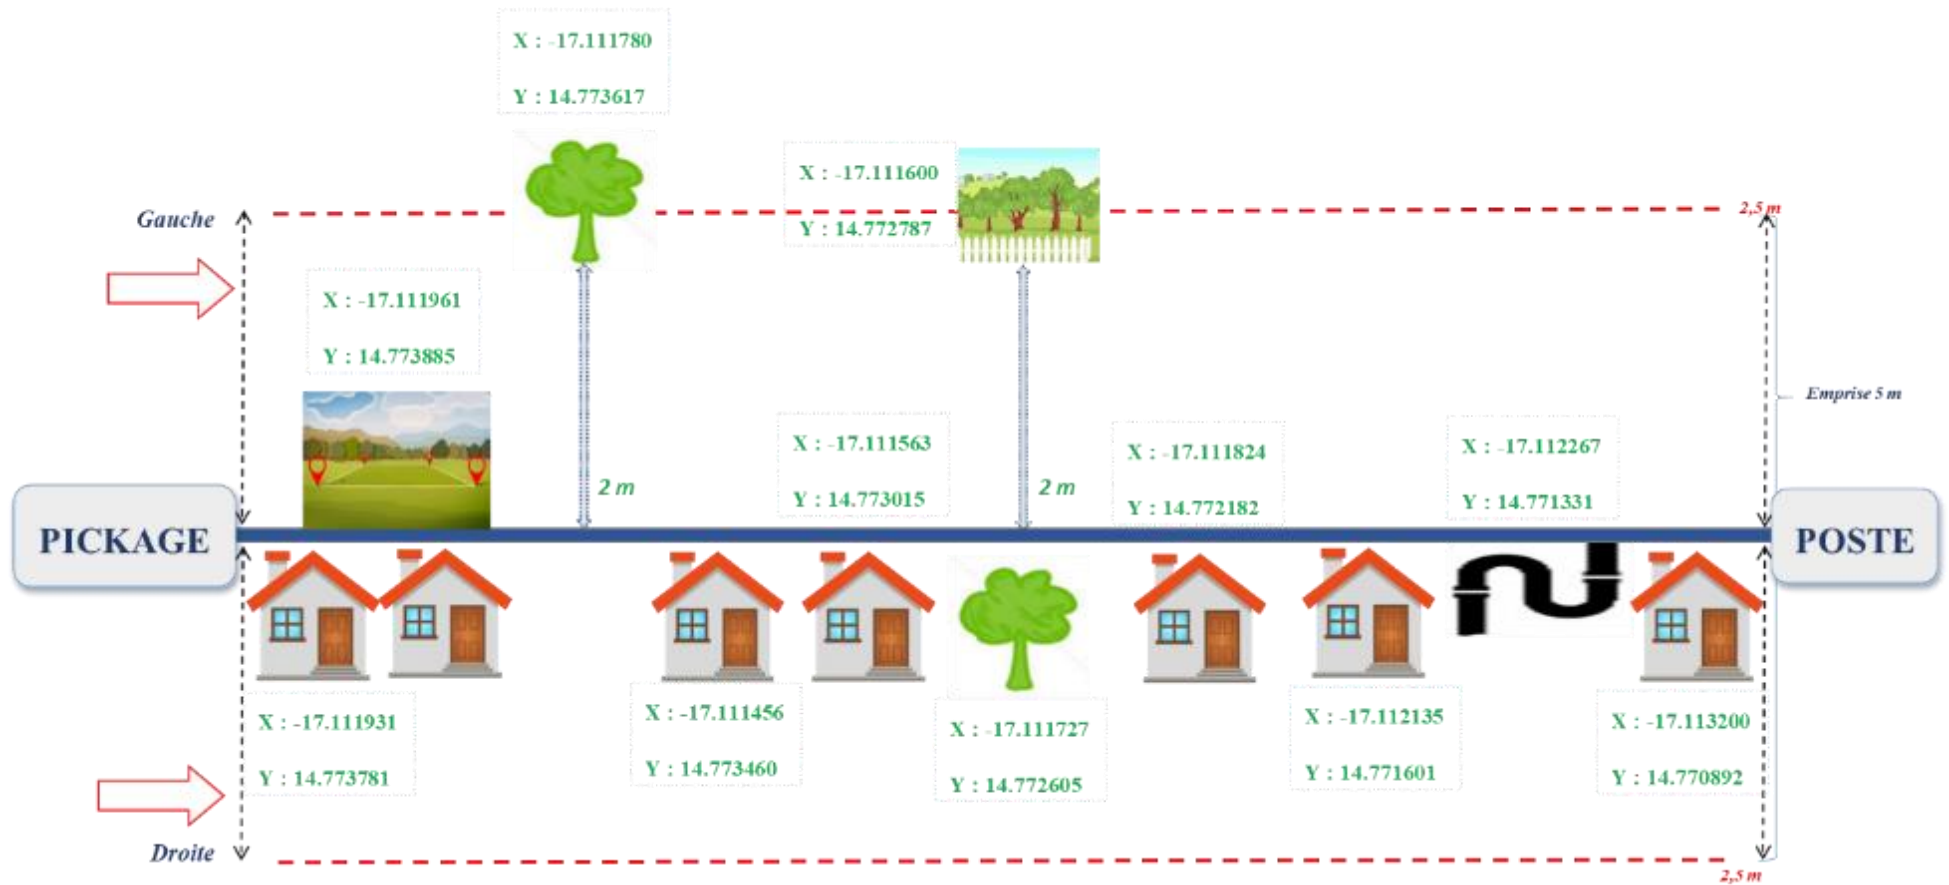 X : -17.111780
Y : 14.773617
X : -17.111600
Y : 14.772787
Gauche
2,5 m
X : -17.111961
Y : 14.773885
Emprise 5 m
X : -17.111563
Y : 14.773015
X : -17.111824
Y : 14.772182
X : -17.112267
Y : 14.771331
2 m
2 m
PICKAGE
POSTE
X : -17.111931
Y : 14.773781
X : -17.111456
Y : 14.773460
X : -17.111727
Y : 14.772605
X : -17.112135
Y : 14.771601
X : -17.113200
Y : 14.770892
Droite
2,5 m